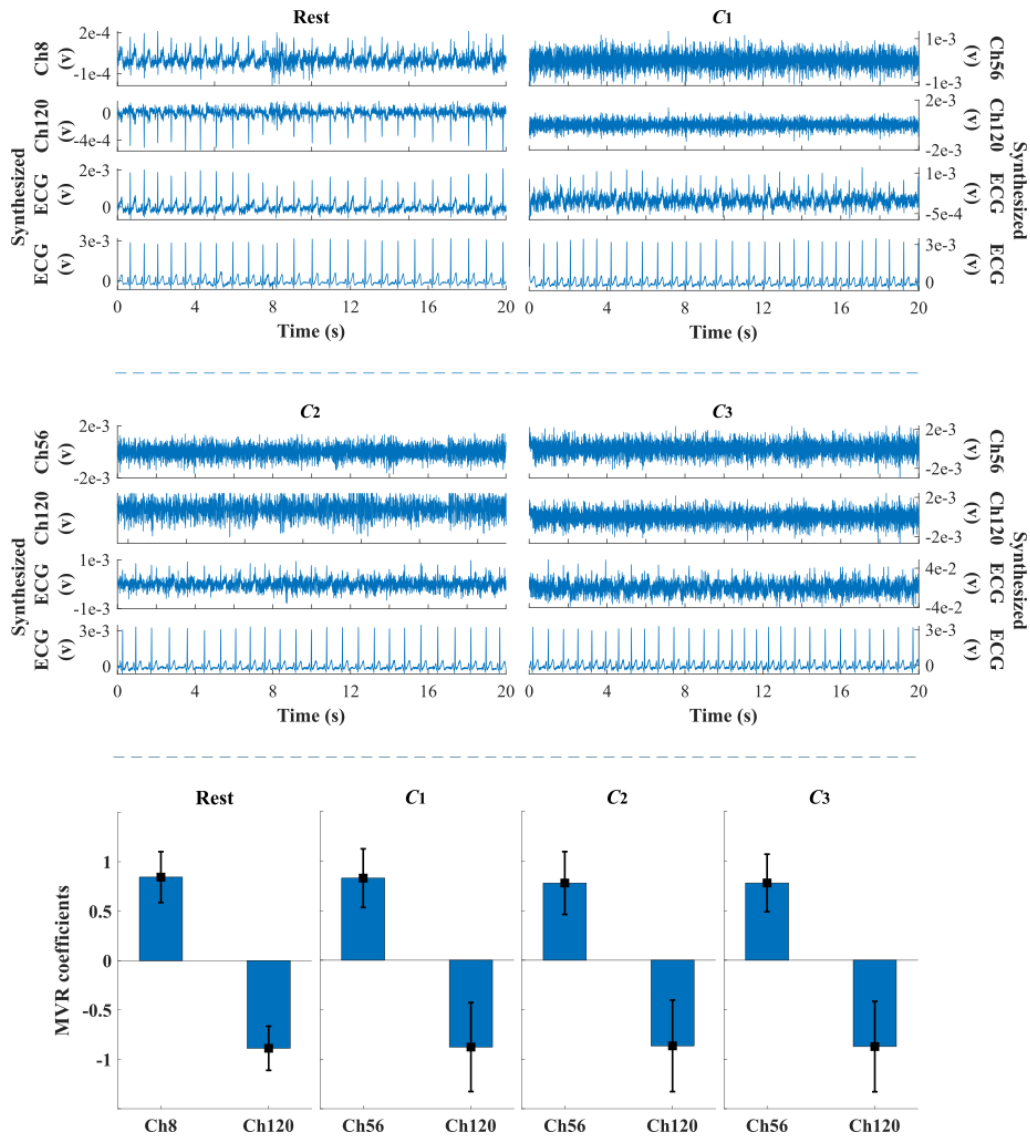 Rest
C1
Ch8
(v)
2e-4
-1e-4
1e-3
-1e-3
Ch56
(v)
Ch120
(v)
0
-4e-4
2e-3
-2e-3
Ch120
(v)
Synthesized
ECG
(v)
2e-3
0
1e-3
-5e-4
Synthesized
ECG
(v)
ECG
(v)
3e-3
0
3e-3
0
ECG
(v)
0 4 8 12 16 20
0 4 8 12 16 20
Time (s)
Time (s)
C2
C3
Ch56
(v)
2e-3
-2e-3
2e-3
-2e-3
Ch56
(v)
Ch120
(v)
2e-3
-2e-3
Ch120
(v)
Synthesized
ECG
(v)
1e-3
-1e-3
4e-2
-4e-2
Synthesized
ECG
(v)
ECG
(v)
3e-3
0
3e-3
0
ECG
(v)
0 4 8 12 16 20
0 4 8 12 16 20
Time (s)
Time (s)
Rest
C1
C2
C3
MVR coefficients
1
0.5
0
-0.5
-1
Ch8 Ch120
Ch56 Ch120
Ch56 Ch120
Ch56 Ch120